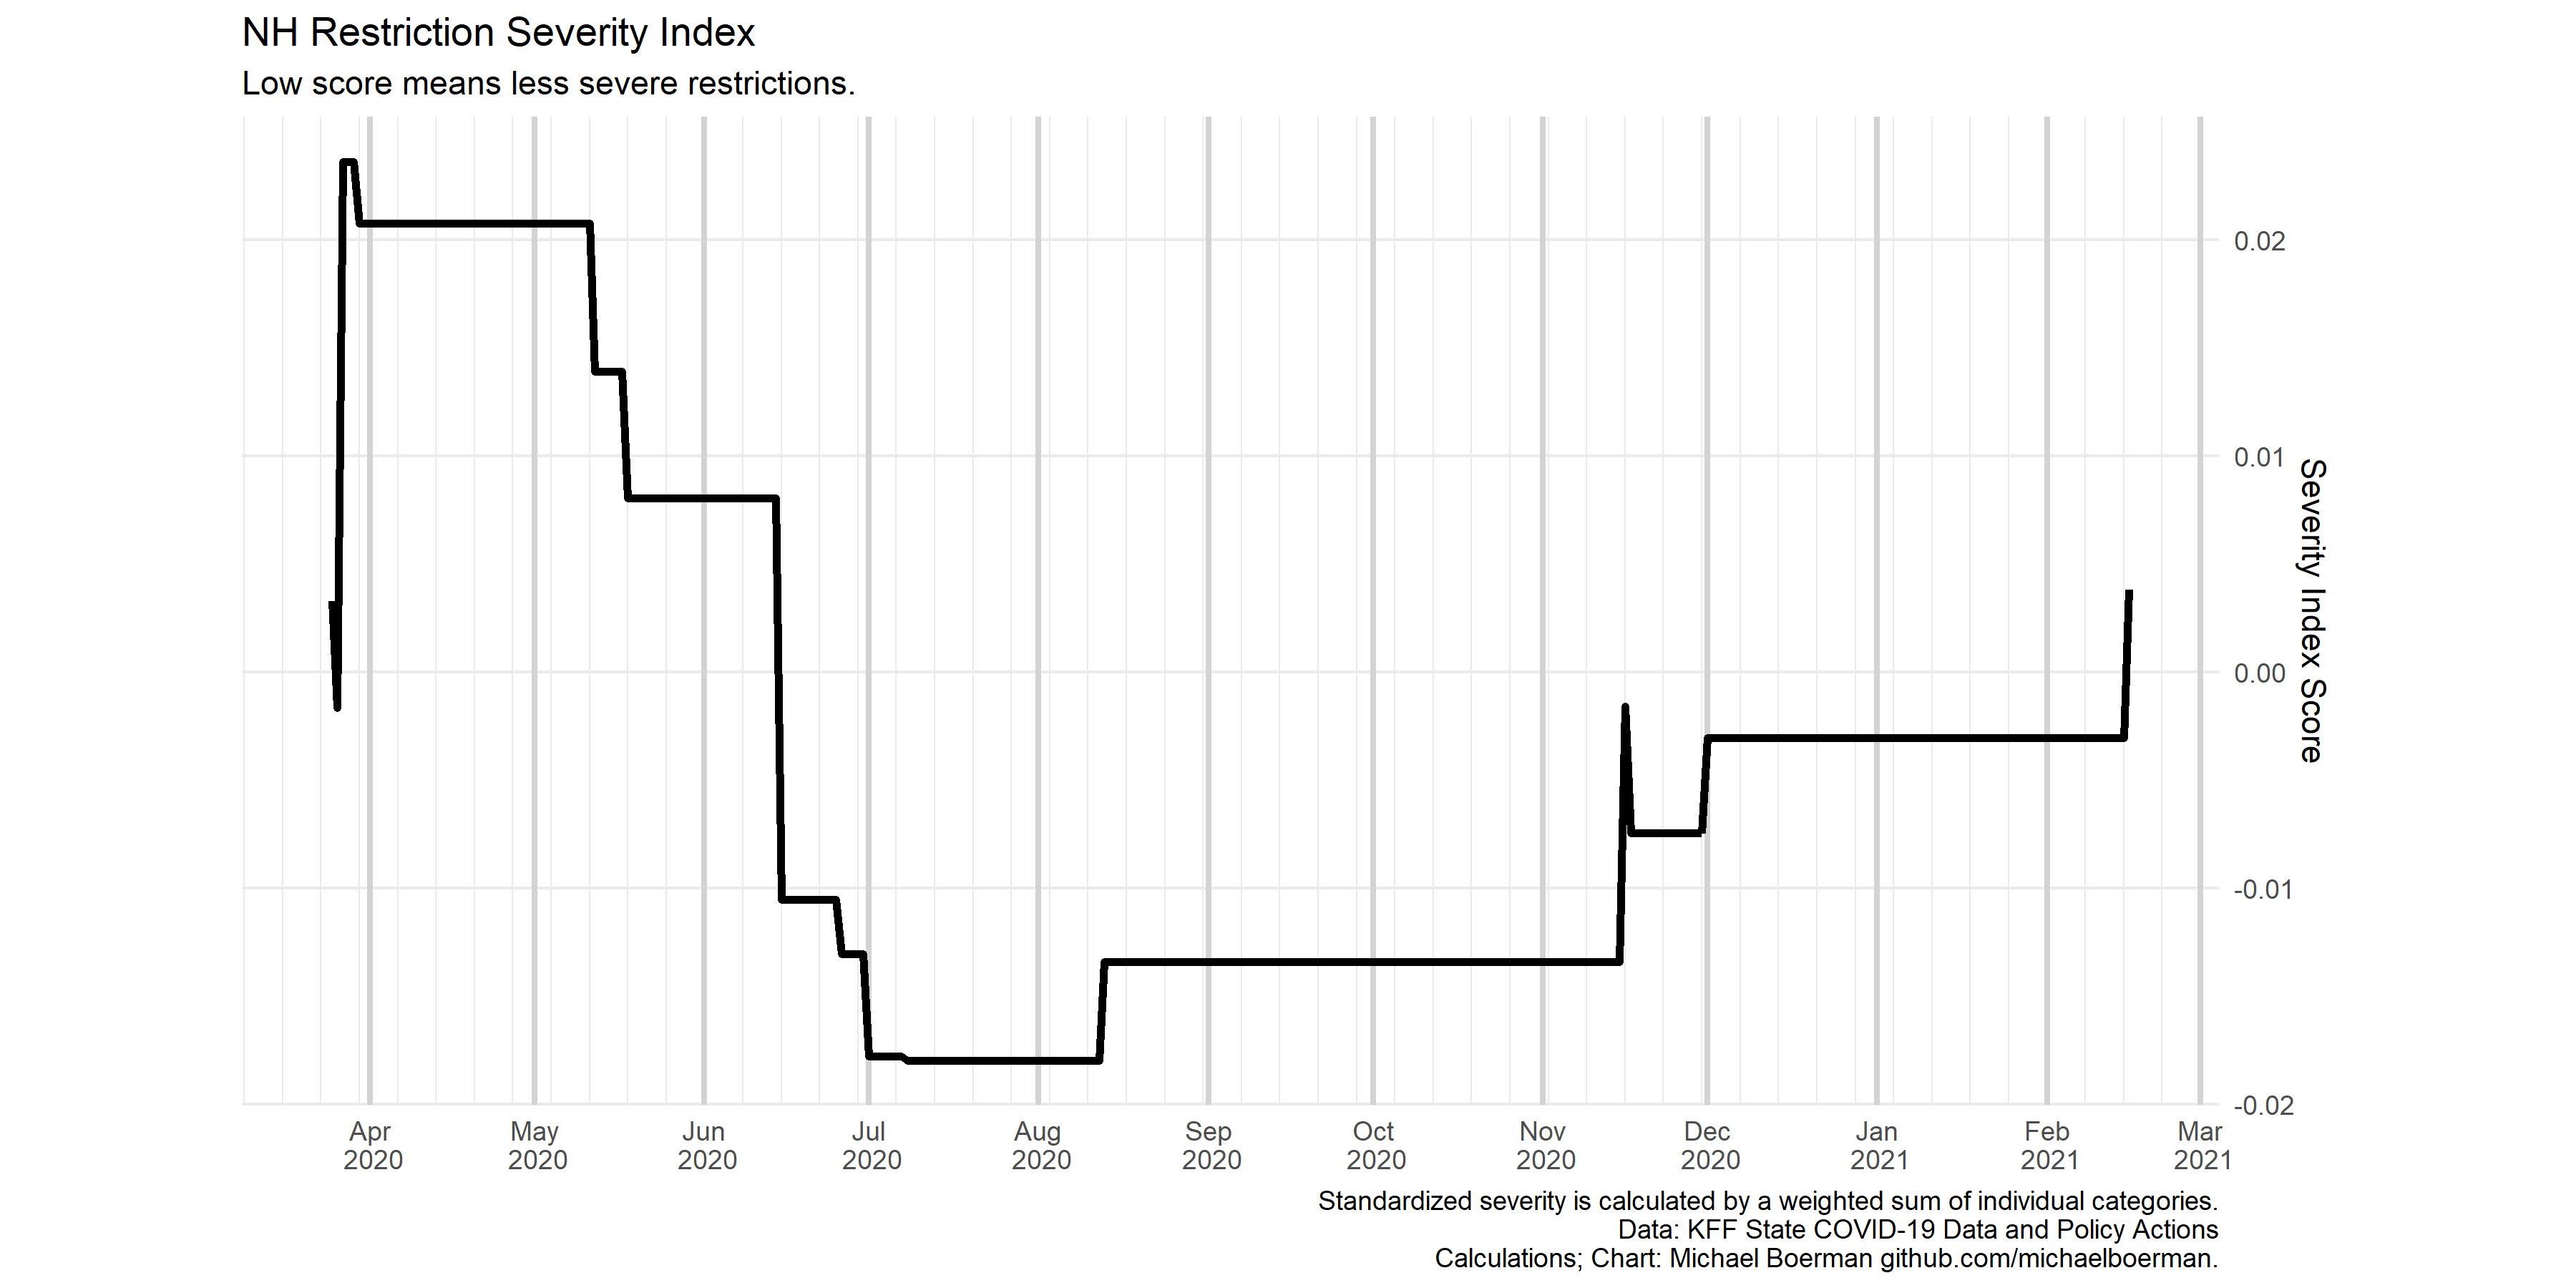 NH Restriction Severity Index
Low score means less severe restrictions.
0.02
0.01
0.00
-0.01
-0.02
Severity Index Score
Apr
2020
May
2020
Jun
2020
Jul
2020
Aug
2020
Sep
2020
Oct
2020
Nov
2020
Dec
2020
Jan
2021
Feb
2021
Mar
2021
Standardized severity is calculated by a weighted sum of individual categories.
Data: KFF State COVID-19 Data and Policy Actions
Calculations; Chart: Michael Boerman github.com/michaelboerman.